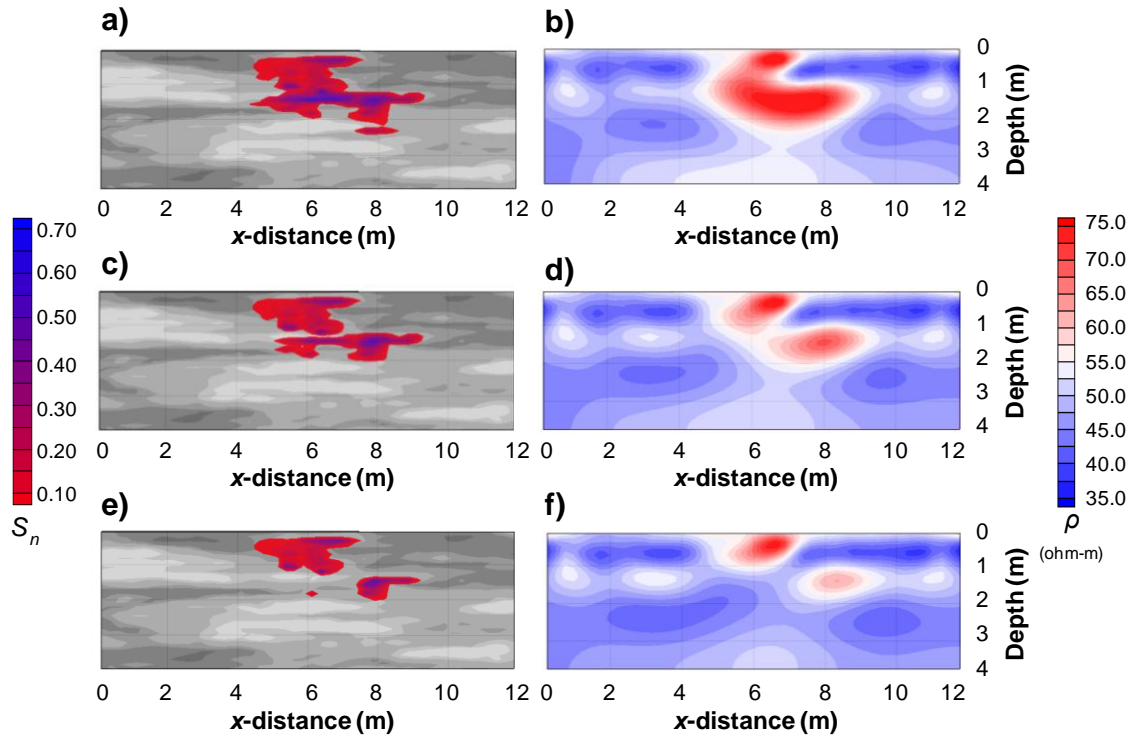 a)
b)
0
1
2
3
4
Depth (m)
0 2 4 6 8 10 12
x-distance (m)
0 2 4 6 8 10 12
x-distance (m)
c)
d)
0
1
2
3
4
Depth (m)
0 2 4 6 8 10 12
x-distance (m)
0 2 4 6 8 10 12
x-distance (m)
e)
f)
0
1
2
3
4
Depth (m)
0 2 4 6 8 10 12
x-distance (m)
0 2 4 6 8 10 12
x-distance (m)
0.70
0.60
0.50
0.40
0.30
0.20
0.10
Sn
75.0
70.0
65.0
60.0
55.0
50.0
45.0
40.0
35.0
ρ
(ohm-m)